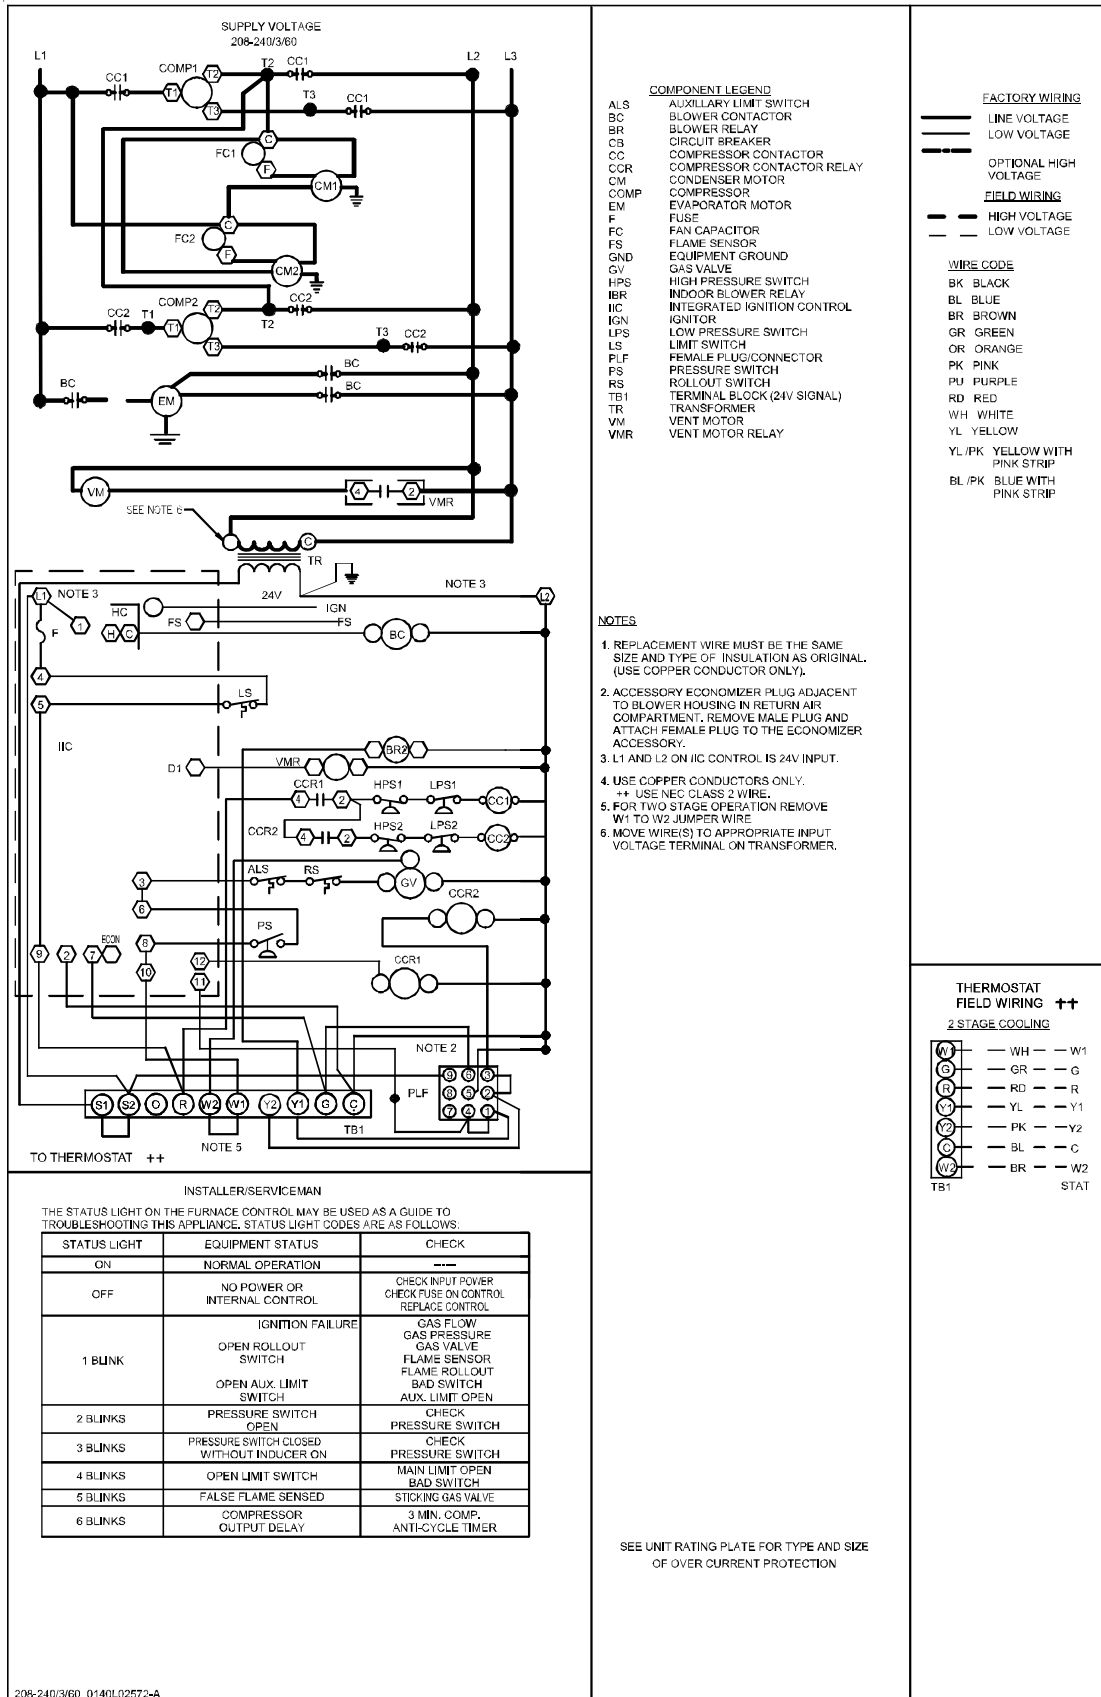 SUPPLY VOLTAGE
208-240/3/60
L1
L2
L3
CC1
COMP1
T2
T2
CC1
T1
T3
T3
CC1
C
FC1
F
CM1
C
FC2
F
CM2
CC2
T1
COMP2
T2
T2
CC2
T1
T3
T3
CC2
BC
BC
BC
EM
VM
4
2
VMR
SEE NOTE 6
C
TR
24V
NOTE 3
L1
NOTE 3
L2
F
1
HC
H
C
IGN
FS
FS
BC
4
5
LS
IIC
BR2
D1
VMR
CCR1
4
2
HPS1
LPS1
CC1
CCR2
4
2
HPS2
LPS2
CC2
3
ALS
RS
GV
6
CCR2
9
2
7
ECON
8
PS
10
12
11
CCR1
NOTE 2
PLF
9 6 3
8 5 2
7 4 1
S1 S2 O R W2 W1 Y2 Y1 G C
TB1
NOTE 5
TO THERMOSTAT ++
COMPONENT LEGEND
ALS AUXILLARY LIMIT SWITCH
BC BLOWER CONTACTOR
BR BLOWER RELAY
CB CIRCUIT BREAKER
CC COMPRESSOR CONTACTOR
CCR COMPRESSOR CONTACTOR RELAY
CM CONDENSER MOTOR
COMP COMPRESSOR
EM EVAPORATOR MOTOR
F FUSE
FC FAN CAPACITOR
FS FLAME SENSOR
GND EQUIPMENT GROUND
GV GAS VALVE
HPS HIGH PRESSURE SWITCH
IBR INDOOR BLOWER RELAY
IIC INTEGRATED IGNITION CONTROL
IGN IGNITOR
LPS LOW PRESSURE SWITCH
LS LIMIT SWITCH
PLF FEMALE PLUG/CONNECTOR
PS PRESSURE SWITCH
RS ROLLOUT SWITCH
TB1 TERMINAL BLOCK (24V SIGNAL)
TR TRANSFORMER
VM VENT MOTOR
VMR VENT MOTOR RELAY
NOTES
1. REPLACEMENT WIRE MUST BE THE SAME
SIZE AND TYPE OF INSULATION AS ORIGINAL.
(USE COPPER CONDUCTOR ONLY).
2. ACCESSORY ECONOMIZER PLUG ADJACENT
TO BLOWER HOUSING IN RETURN AIR
COMPARTMENT. REMOVE MALE PLUG AND
ATTACH FEMALE PLUG TO THE ECONOMIZER
ACCESSORY.
3. L1 AND L2 ON IIC CONTROL IS 24V INPUT.
4. USE COPPER CONDUCTORS ONLY.
++ USE NEC CLASS 2 WIRE.
5. FOR TWO STAGE OPERATION REMOVE
W1 TO W2 JUMPER WIRE
6. MOVE WIRE(S) TO APPROPRIATE INPUT
VOLTAGE TERMINAL ON TRANSFORMER.
SEE UNIT RATING PLATE FOR TYPE AND SIZE
OF OVER CURRENT PROTECTION
FACTORY WIRING
LINE VOLTAGE
LOW VOLTAGE
OPTIONAL HIGH
VOLTAGE
FIELD WIRING
HIGH VOLTAGE
LOW VOLTAGE
WIRE CODE
BK BLACK
BL BLUE
BR BROWN
GR GREEN
OR ORANGE
PK PINK
PU PURPLE
RD RED
WH WHITE
YL YELLOW
YL /PK YELLOW WITH
PINK STRIP
BL /PK BLUE WITH
PINK STRIP
THERMOSTAT
FIELD WIRING ++
2 STAGE COOLING
W1 WH W1
G GR G
R RD R
Y1 YL Y1
Y2 PK Y2
C BL C
W2 BR W2
TB1 STAT
INSTALLER/SERVICEMAN
THE STATUS LIGHT ON THE FURNACE CONTROL MAY BE USED AS A GUIDE TO
TROUBLESHOOTING THIS APPLIANCE. STATUS LIGHT CODES ARE AS FOLLOWS:
STATUS LIGHT EQUIPMENT STATUS CHECK
ON NORMAL OPERATION ----
OFF
NO POWER OR
INTERNAL CONTROL
CHECK INPUT POWER
CHECK FUSE ON CONTROL
REPLACE CONTROL
1 BLINK
IGNITION FAILURE
OPEN ROLLOUT
SWITCH
OPEN AUX. LIMIT
SWITCH
GAS FLOW
GAS PRESSURE
GAS VALVE
FLAME SENSOR
FLAME ROLLOUT
BAD SWITCH
AUX. LIMIT OPEN
2 BLINKS
PRESSURE SWITCH
OPEN
CHECK
PRESSURE SWITCH
3 BLINKS
PRESSURE SWITCH CLOSED
WITHOUT INDUCER ON
CHECK
PRESSURE SWITCH
4 BLINKS
OPEN LIMIT SWITCH
MAIN LIMIT OPEN
BAD SWITCH
5 BLINKS FALSE FLAME SENSED STICKING GAS VALVE
6 BLINKS
COMPRESSOR
OUTPUT DELAY
3 MIN. COMP.
ANTI-CYCLE TIMER
208-240/3/60 0140L02572-A